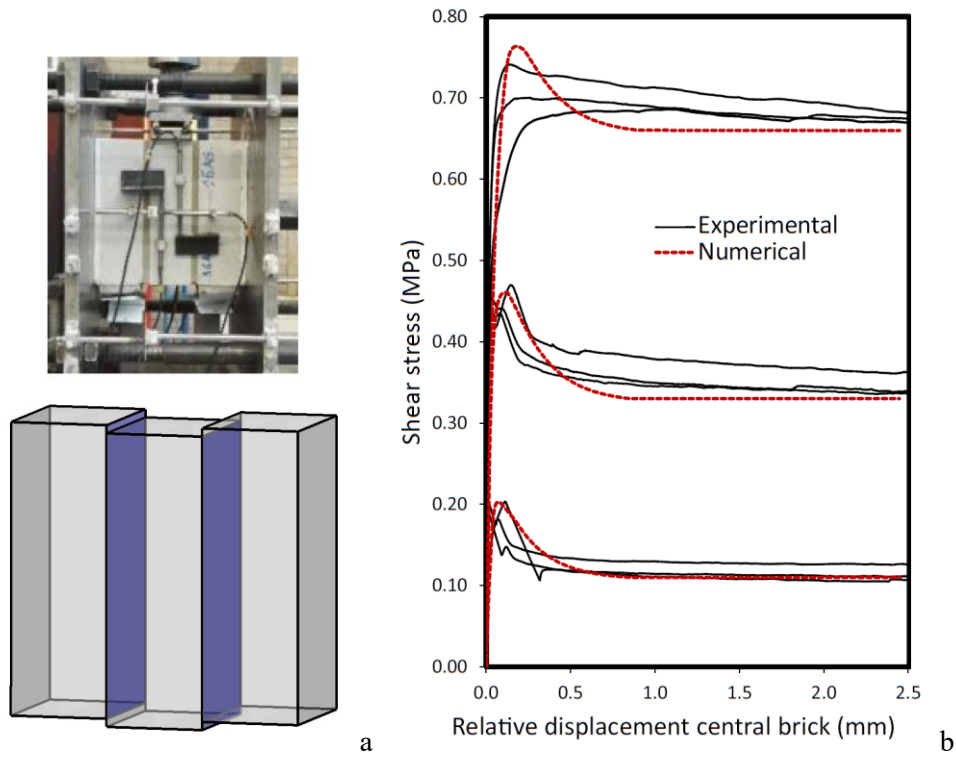 0.80
0.70
0.60
0.50
0.40
0.30
0.20
0.10
0.00
Shear stress (MPa)
Experimental
Numerical
0.0 0.5 1.0 1.5 2.0 2.5
Relative displacement central brick (mm)
a
b